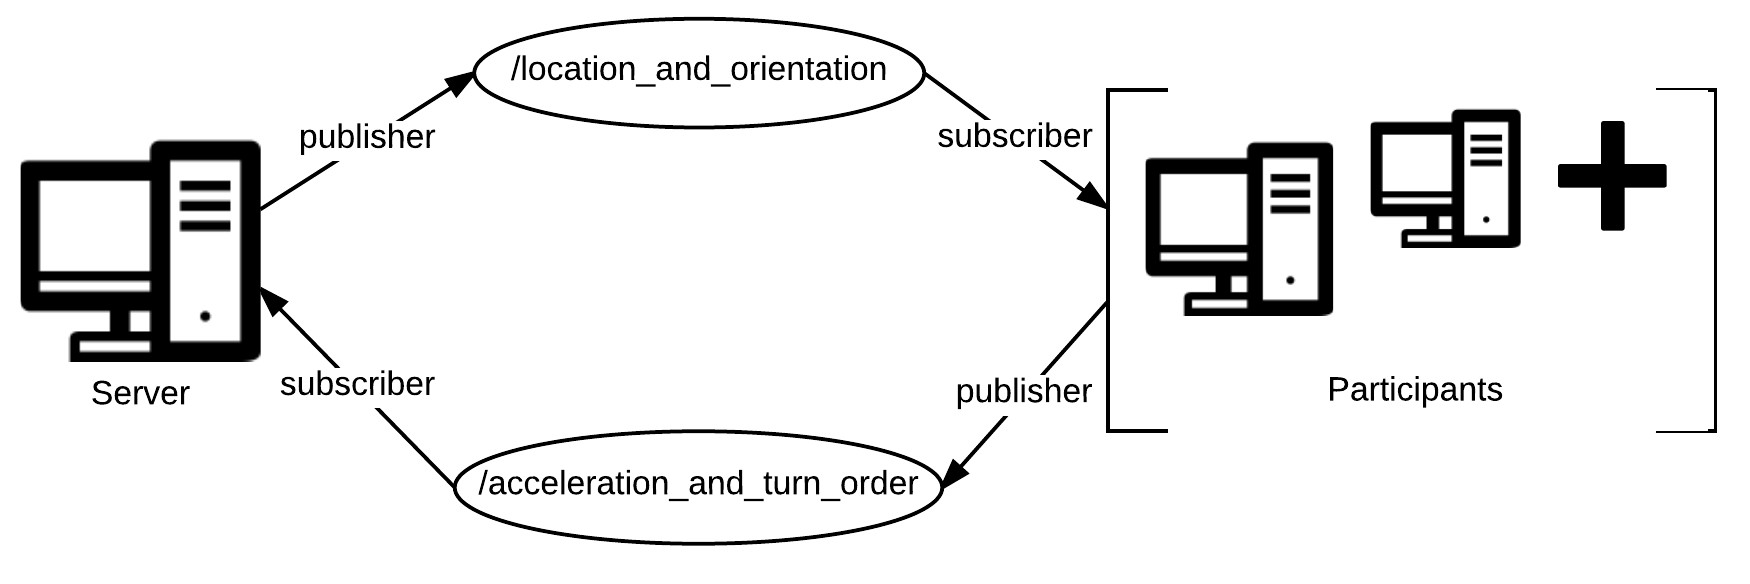 /location_and_orientation
publisher
subscriber
Server
subscriber
publisher
Participants
/acceleration_and_turn_order